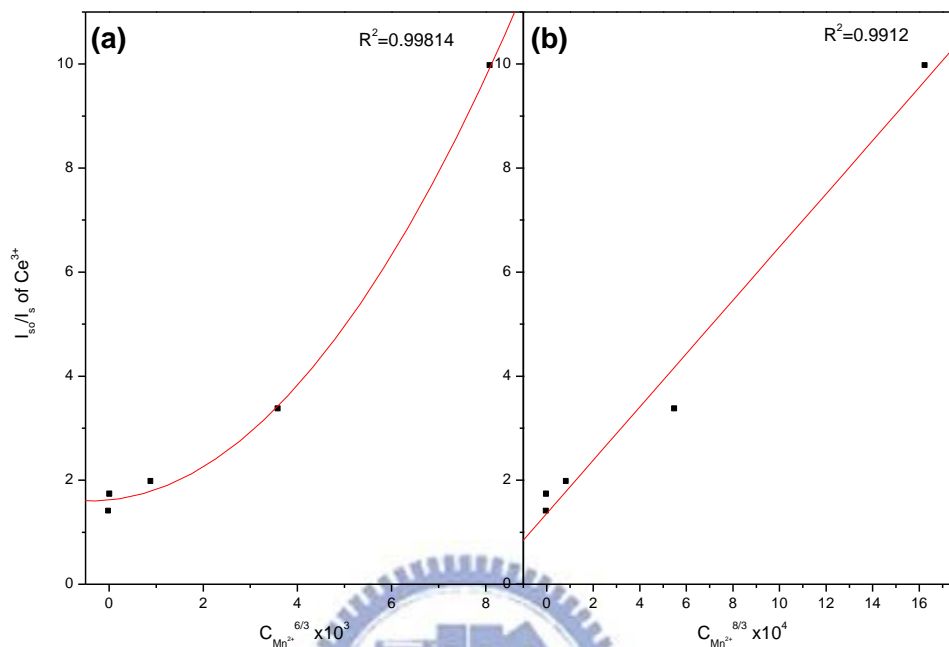 (a)
R²=0.99814
(b)
R²=0.9912
10
8
6
4
2
0
10
8
6
4
2
0
I_so/I_s of Ce³⁺
0 2 4 6 8
0 2 4 6 8 10 12 14 16
C_Mn²⁺^6/3 x10³
C_Mn²⁺^8/3 x10⁴